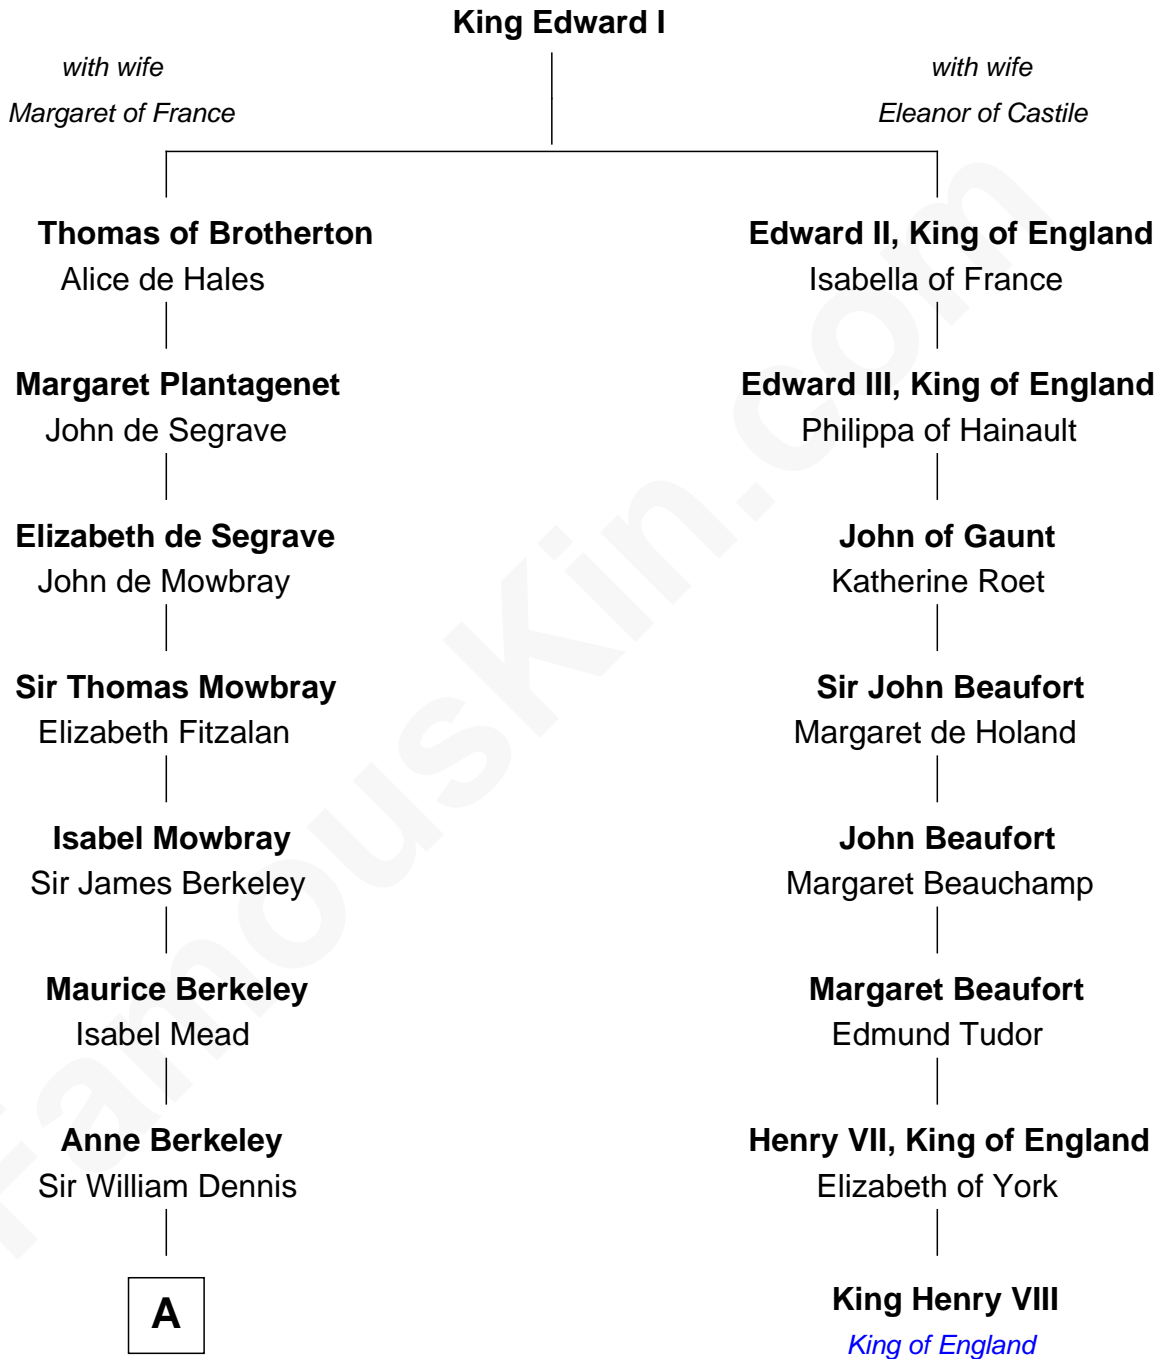 King Edward I
with wife
Margaret of France
with wife
Eleanor of Castile
Thomas of Brotherton
Alice de Hales
Edward II, King of England
Isabella of France
Margaret Plantagenet
John de Segrave
Edward III, King of England
Philippa of Hainault
Elizabeth de Segrave
John de Mowbray
John of Gaunt
Katherine Roet
Sir Thomas Mowbray
Elizabeth Fitzalan
Sir John Beaufort
Margaret de Holand
Isabel Mowbray
Sir James Berkeley
John Beaufort
Margaret Beauchamp
Maurice Berkeley
Isabel Mead
Margaret Beaufort
Edmund Tudor
Anne Berkeley
Sir William Dennis
Henry VII, King of England
Elizabeth of York
A
King Henry VIII
King of England
FamousKin.com